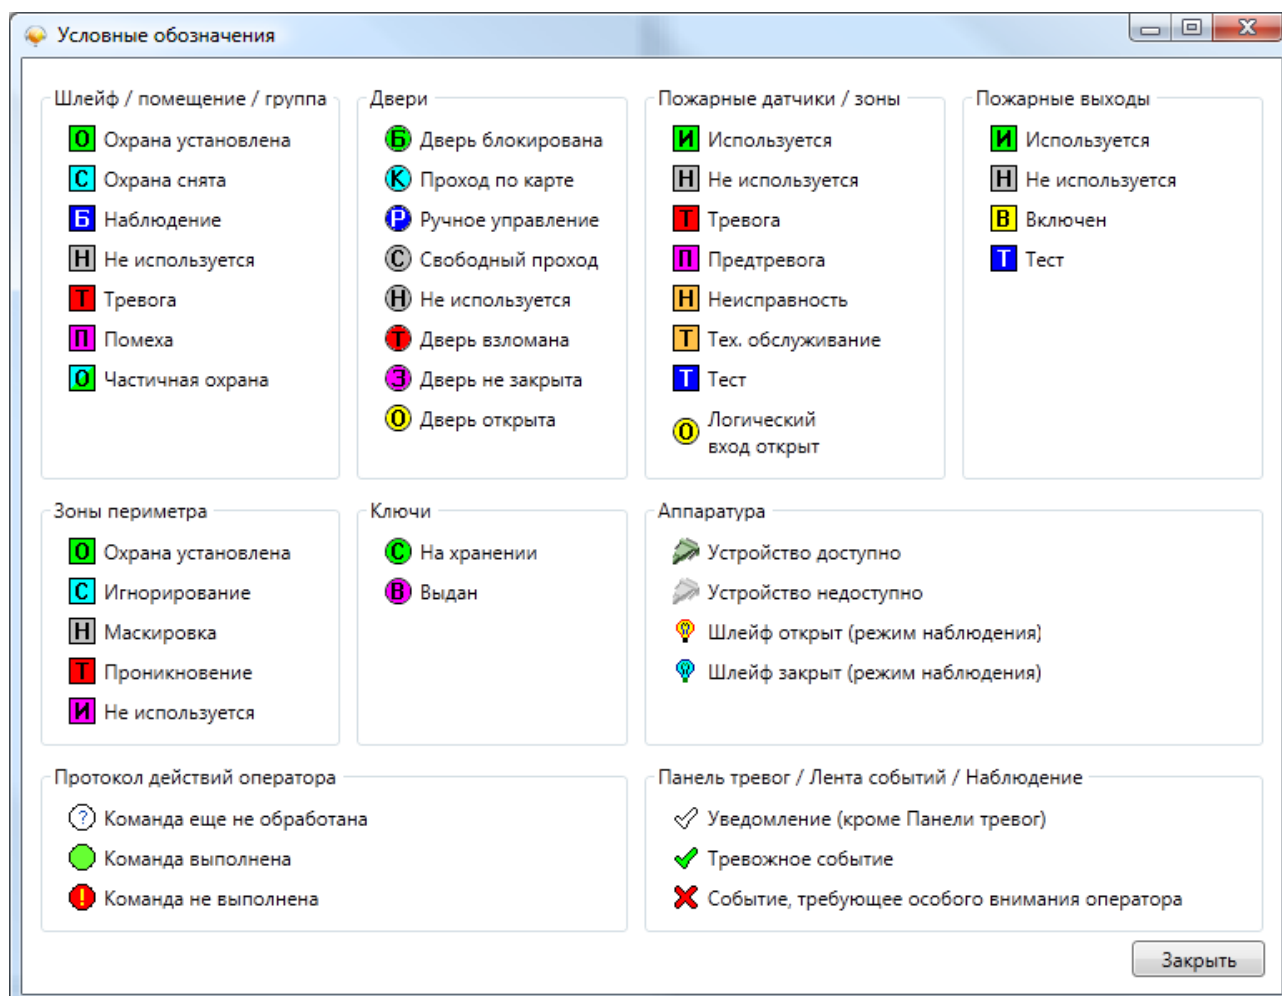 Условные обозначения
Шлейф / помещение / группа
О Охрана установлена
С Охрана снята
Б Наблюдение
Н Не используется
Т Тревога
П Помеха
О Частичная охрана
Двери
Б Дверь блокирована
К Проход по карте
Р Ручное управление
С Свободный проход
Н Не используется
Т Дверь взломана
З Дверь не закрыта
О Дверь открыта
Пожарные датчики / зоны
И Используется
Н Не используется
Т Тревога
П Предтревога
Н Неисправность
Т Тех. обслуживание
Т Тест
О Логический
вход открыт
Пожарные выходы
И Используется
Н Не используется
В Включен
Т Тест
Зоны периметра
О Охрана установлена
С Игнорирование
Н Маскировка
Т Проникновение
И Не используется
Ключи
С На хранении
В Выдан
Аппаратура
Устройство доступно
Устройство недоступно
Шлейф открыт (режим наблюдения)
Шлейф закрыт (режим наблюдения)
Протокол действий оператора
? Команда еще не обработана
Команда выполнена
! Команда не выполнена
Панель тревог / Лента событий / Наблюдение
Уведомление (кроме Панели тревог)
Тревожное событие
Событие, требующее особого внимания оператора
Закрыть